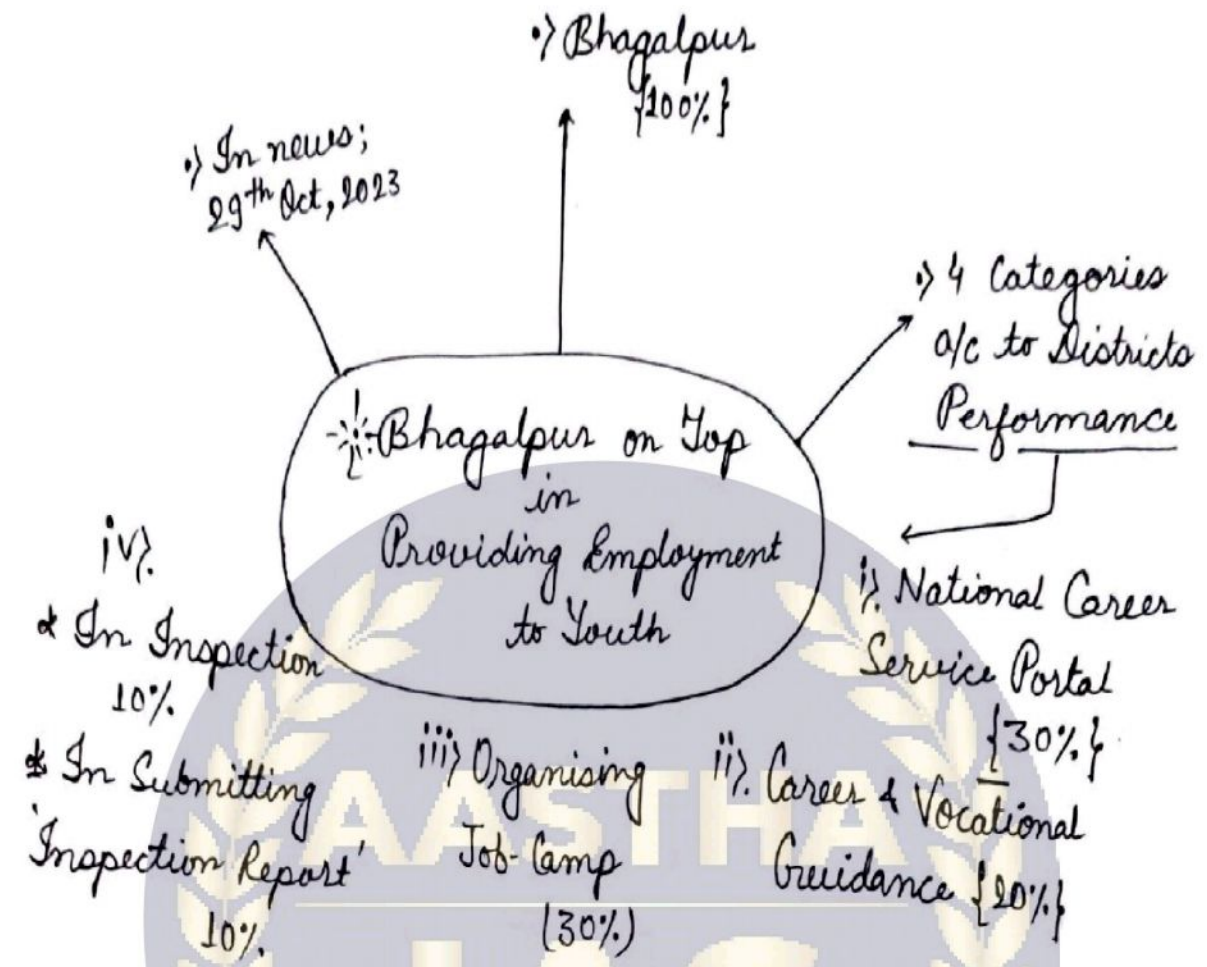 •) Bhagalpur
{100%}
•) In news;
29th Oct, 2023
•) 4 Categories
a/c to Districts
Performance
Bhagalpur on Top
in
Providing Employment
to Youth
i). National Career
Service Portal
{30%}
ii). Career & Vocational
Guidance {20%}
iii) Organising
Job-Camp
(30%)
iv).
* In Inspection
10%.
* In Submitting
'Inspection Report'
10%.
AASTHA
IAS